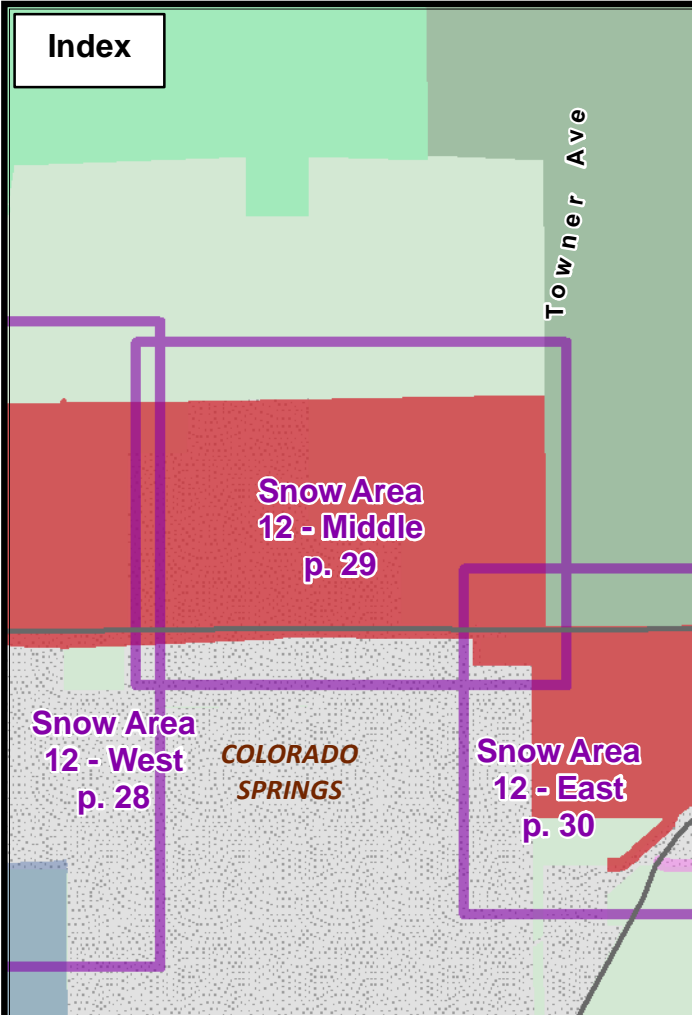 Index
Towner Ave
Snow Area
12 - Middle
p. 29
Snow Area
12 - West
p. 28
COLORADO
SPRINGS
Snow Area
12 - East
p. 30